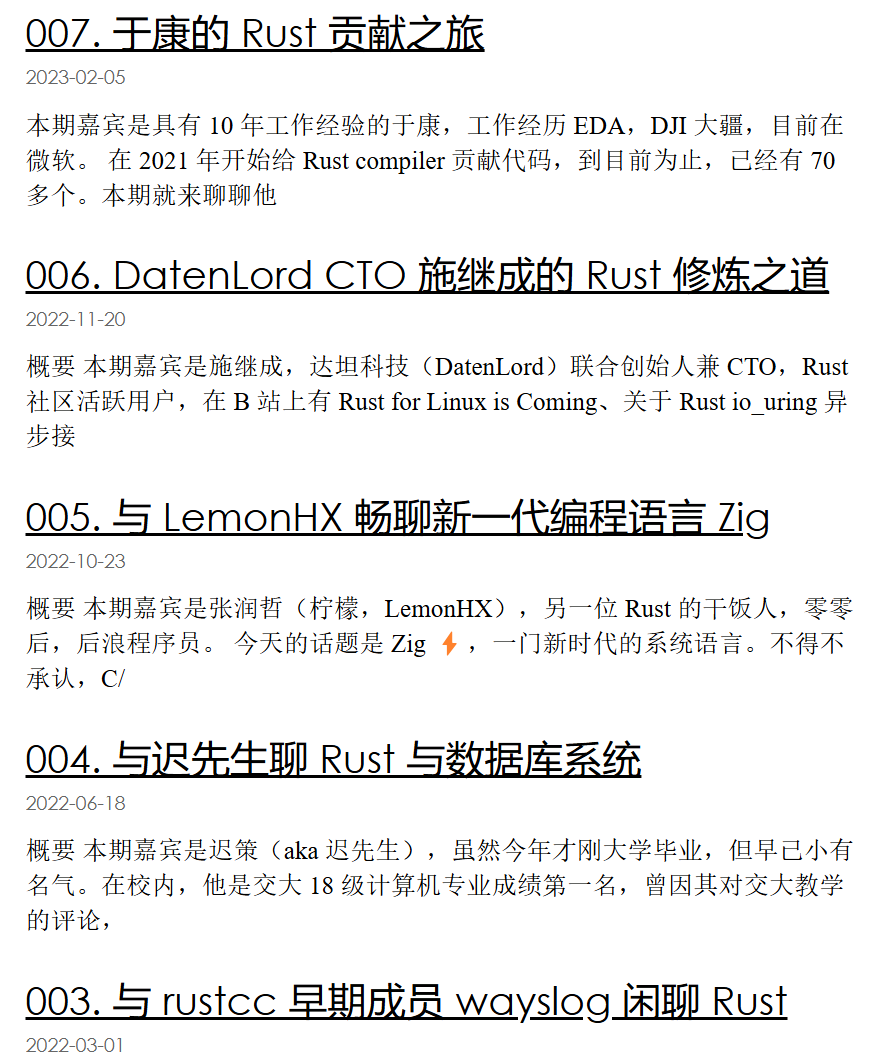 007. 于康的 Rust 贡献之旅
2023-02-05
本期嘉宾是具有 10 年工作经验的于康，工作经历 EDA，DJI 大疆，目前在
微软。 在 2021 年开始给 Rust compiler 贡献代码，到目前为止，已经有 70
多个。本期就来聊聊他
006. DatenLord CTO 施继成的 Rust 修炼之道
2022-11-20
概要 本期嘉宾是施继成，达坦科技（DatenLord）联合创始人兼 CTO，Rust
社区活跃用户，在 B 站上有 Rust for Linux is Coming、关于 Rust io_uring 异
步接
005. 与 LemonHX 畅聊新一代编程语言 Zig
2022-10-23
概要 本期嘉宾是张润哲（柠檬，LemonHX），另一位 Rust 的干饭人，零零
后，后浪程序员。 今天的话题是 Zig ⚡，一门新时代的系统语言。不得不
承认，C/
004. 与迟先生聊 Rust 与数据库系统
2022-06-18
概要 本期嘉宾是迟策（aka 迟先生），虽然今年才刚大学毕业，但早已小有
名气。在校内，他是交大 18 级计算机专业成绩第一名，曾因其对交大教学
的评论，
003. 与 rustcc 早期成员 wayslog 闲聊 Rust
2022-03-01